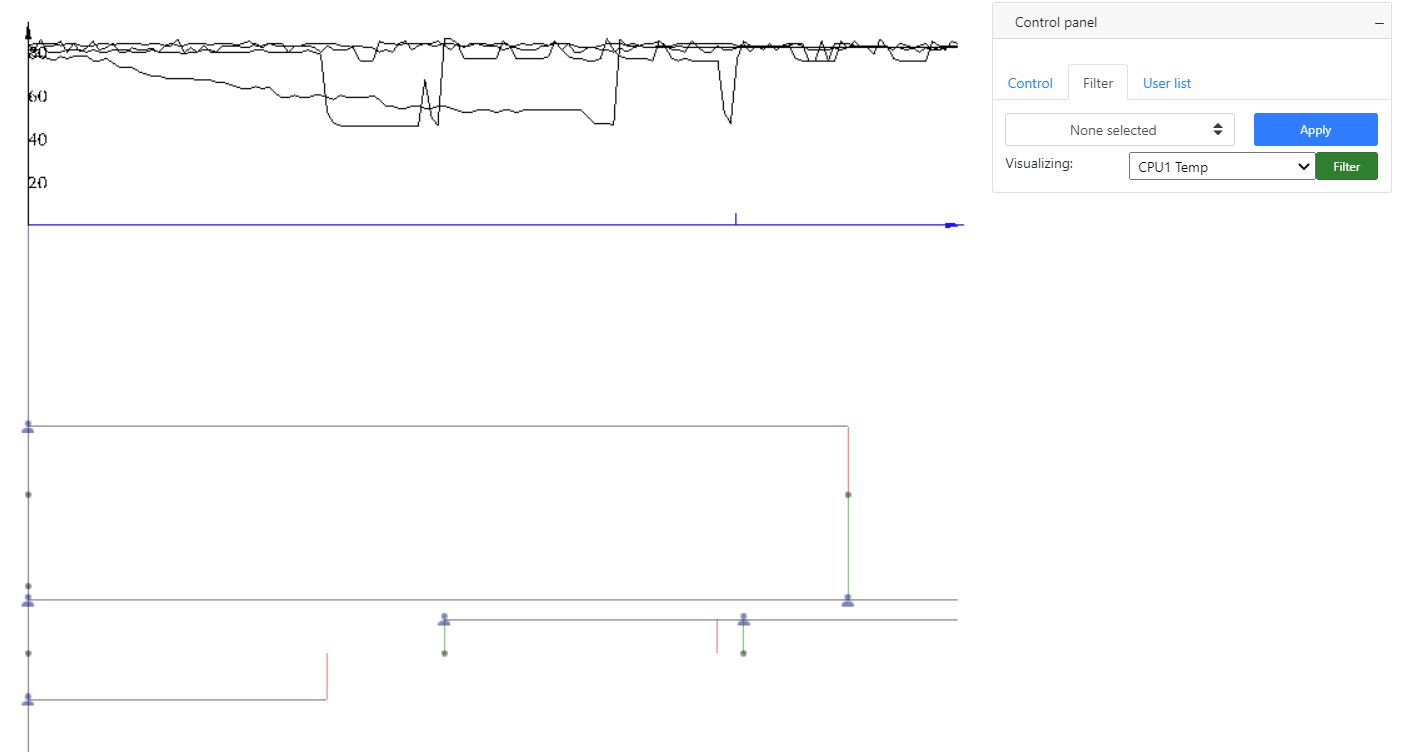 Control panel
–
Control Filter User list
None selected Apply
Visualizing: CPU1 Temp Filter
80
60
40
20